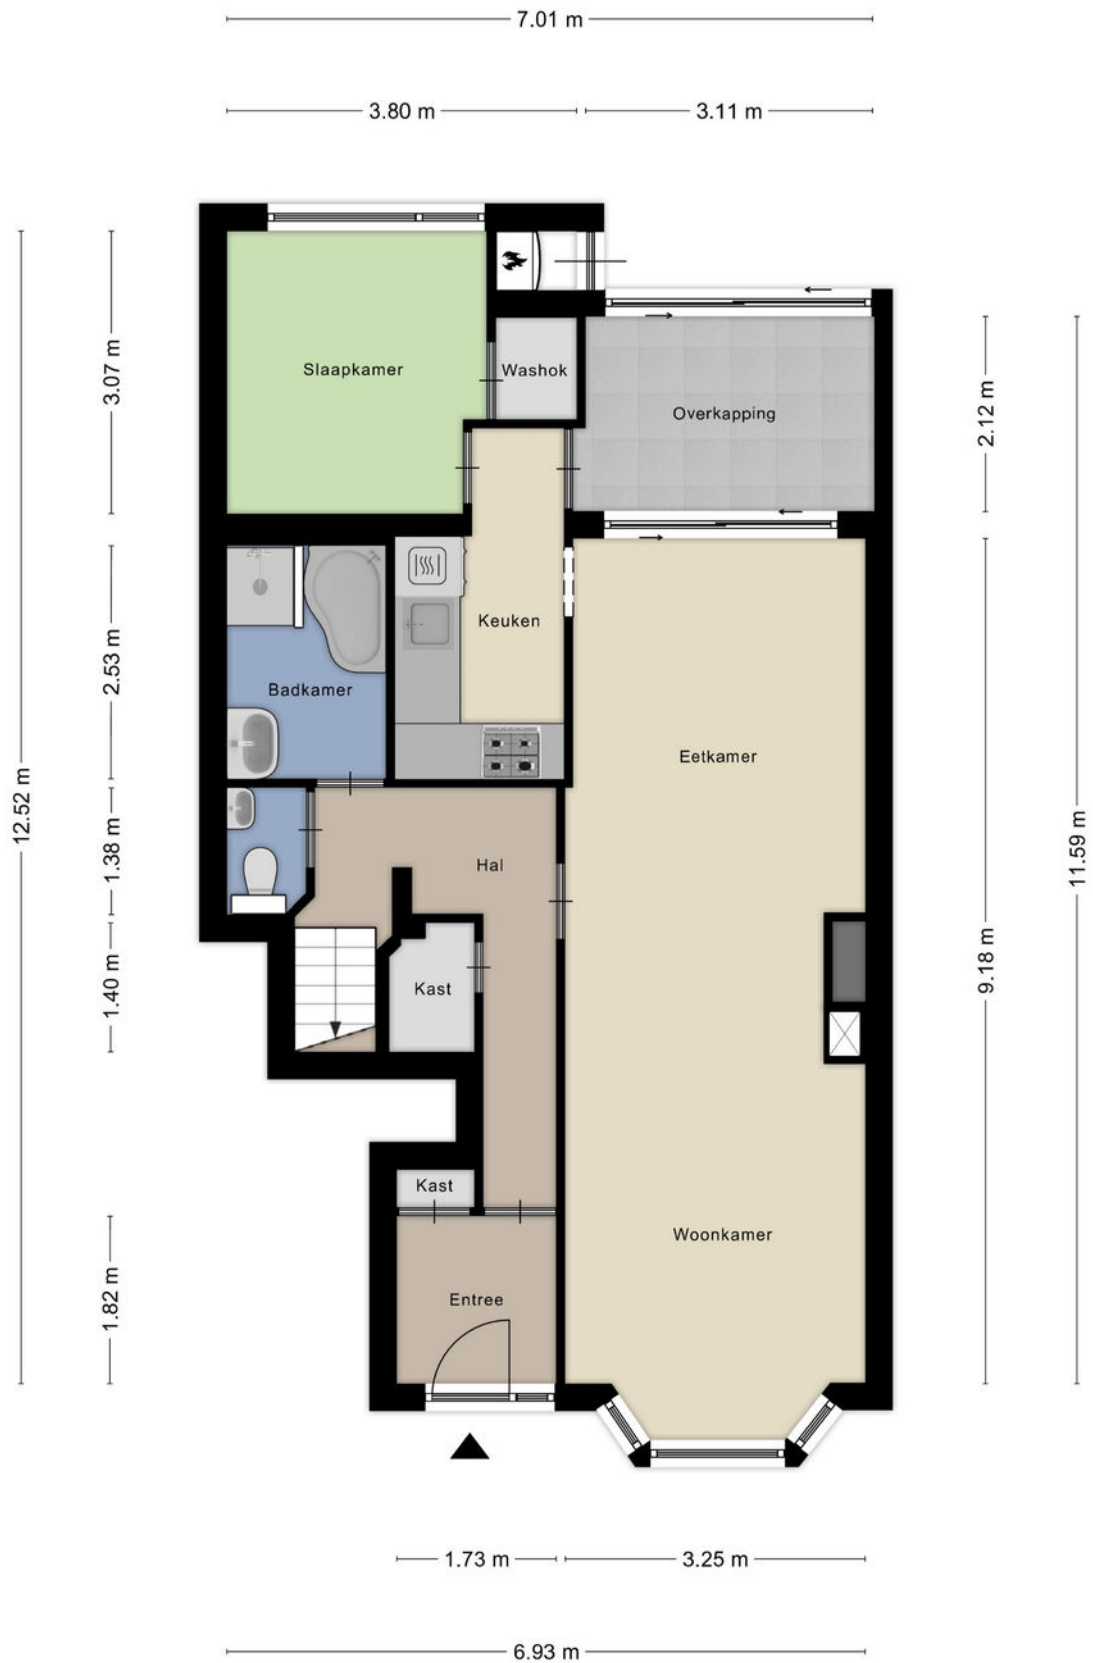 7.01 m
3.80 m
3.11 m
Slaapkamer
Washok
Overkapping
3.07 m
2.12 m
Keuken
Badkamer
2.53 m
Eetkamer
12.52 m
11.59 m
1.38 m
Hal
9.18 m
1.40 m
Kast
Kast
Woonkamer
1.82 m
Entree
1.73 m
3.25 m
6.93 m